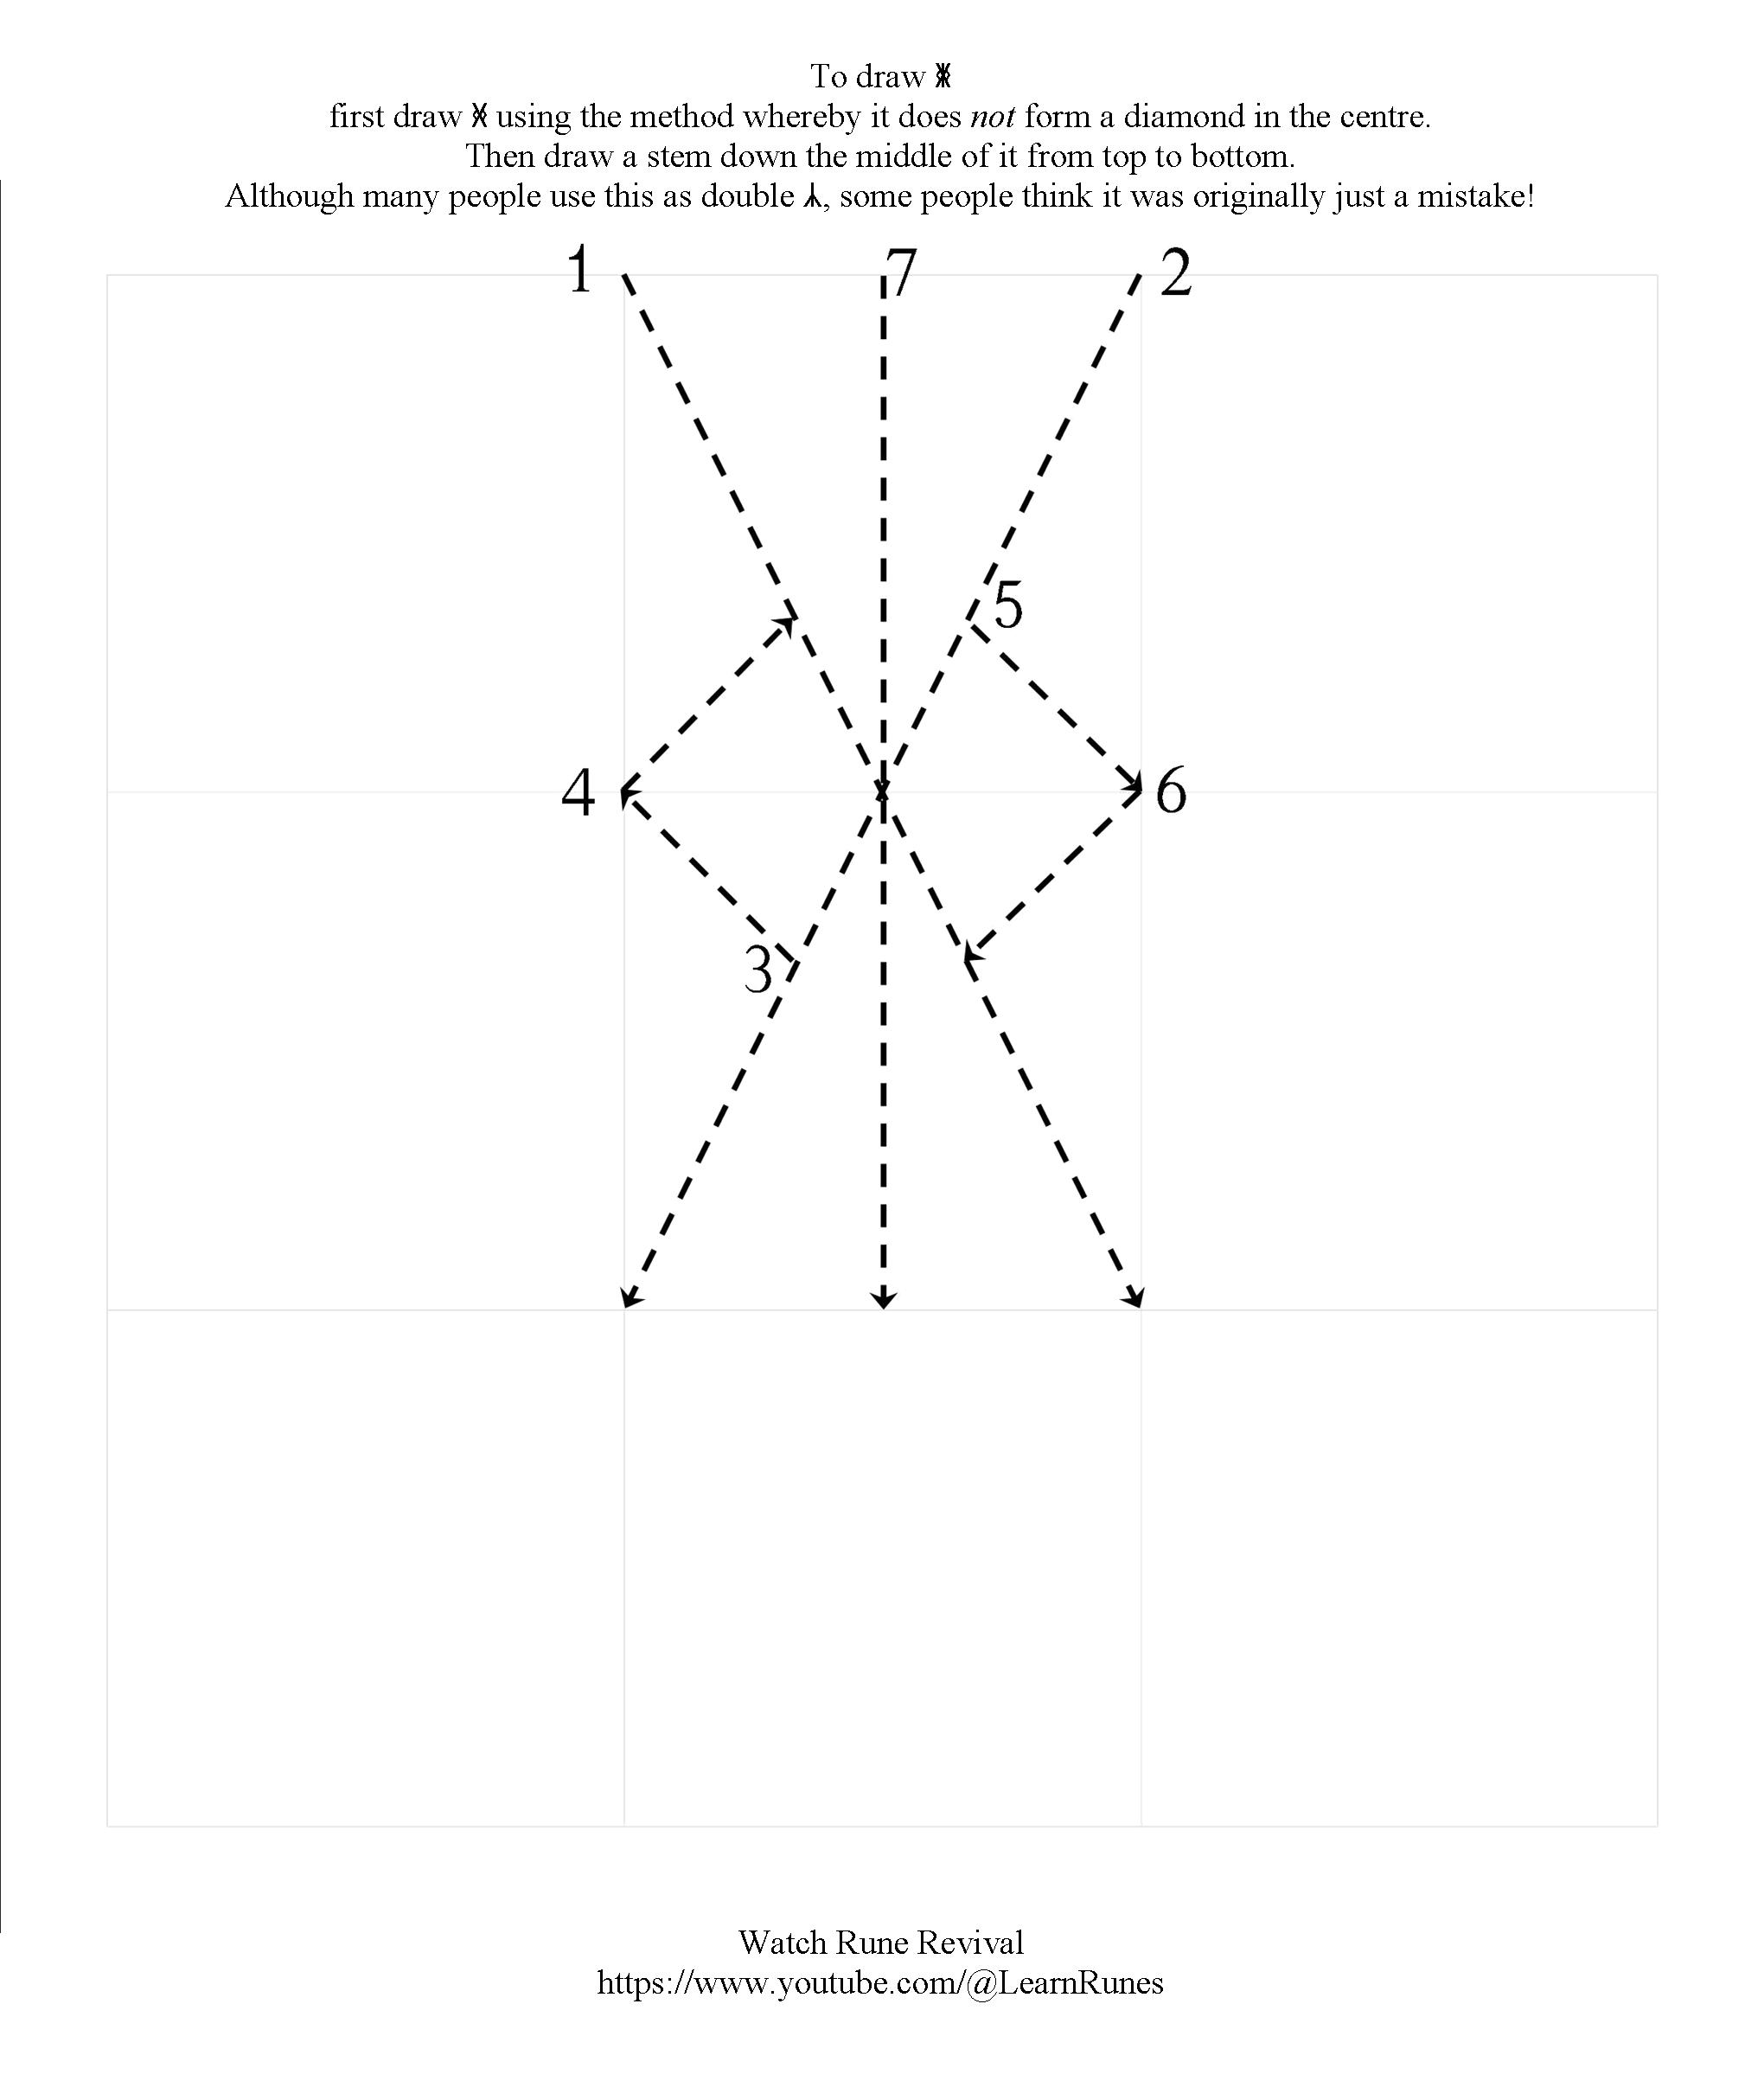 To draw ᛤ
first draw ᚸ using the method whereby it does not form a diamond in the centre.
Then draw a stem down the middle of it from top to bottom.
Although many people use this as double ᛣ, some people think it was originally just a mistake!
1 7 2
5
4 6
3
Watch Rune Revival
https://www.youtube.com/@LearnRunes